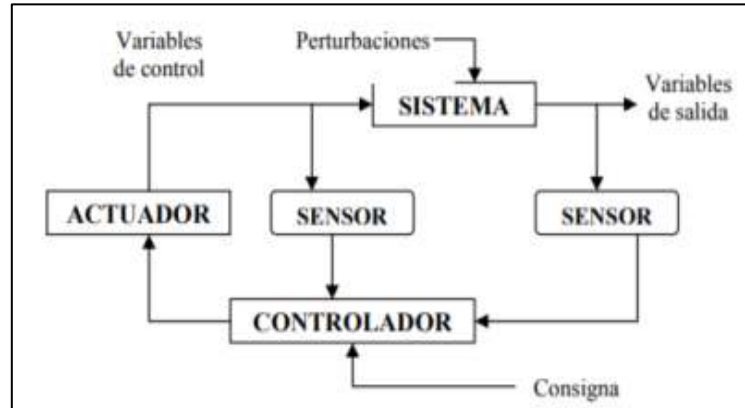 Variables
de control
Perturbaciones
Variables
de salida
SISTEMA
ACTUADOR
SENSOR
SENSOR
CONTROLADOR
Consigna